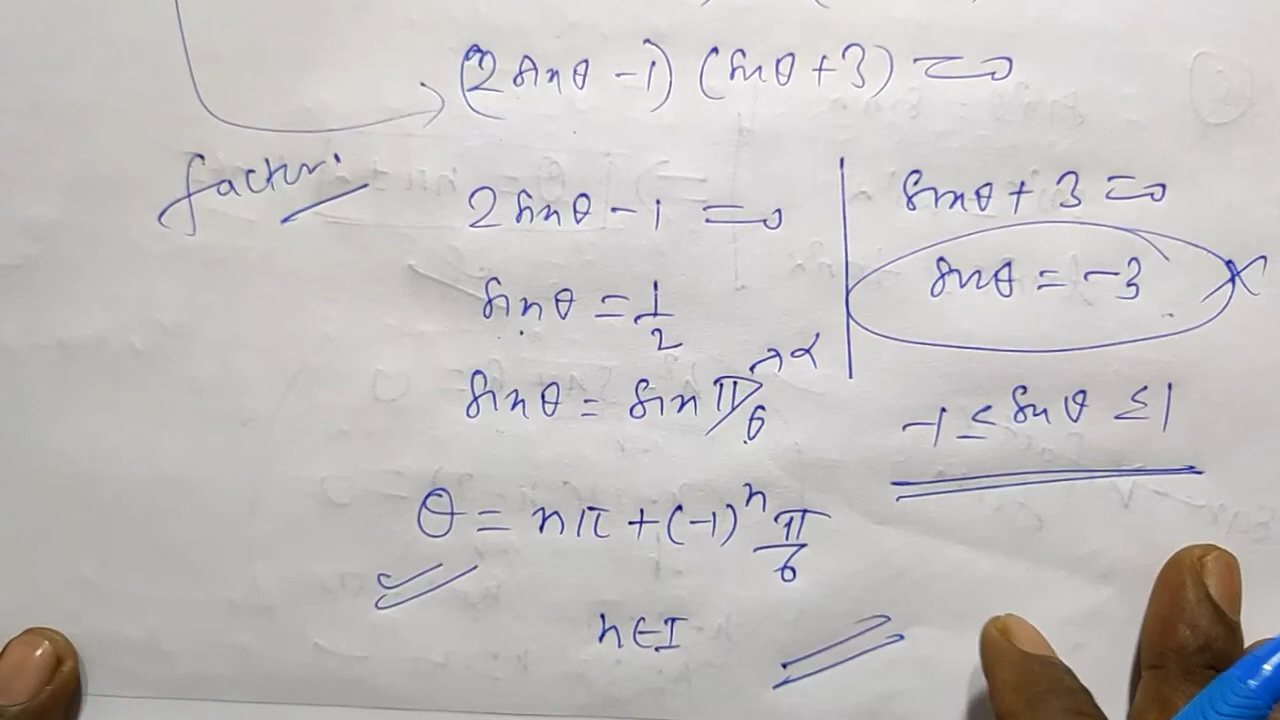 (2 sinθ - 1) (sinθ + 3) = 0
factor:
2 sinθ - 1 = 0
sinθ = 1/2
sinθ = sin π/6 → α
θ = nπ + (-1)^n π/6
n ∈ I
sinθ + 3 = 0
sinθ = -3 ×
-1 ≤ sinθ ≤ 1